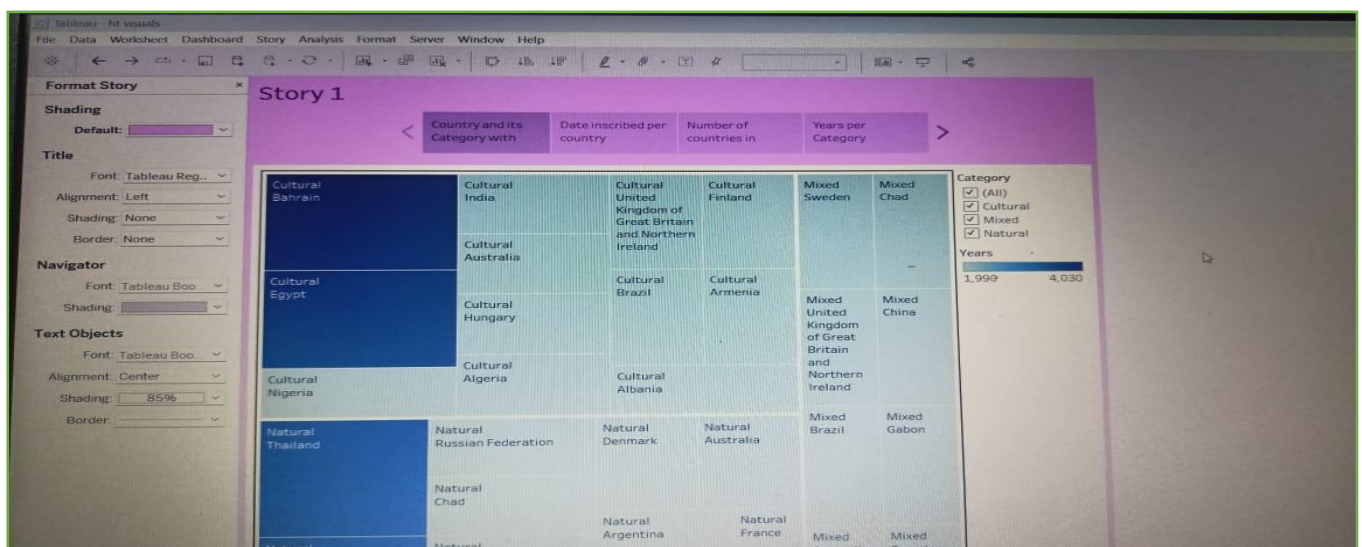 Tableau - fit visuals
File Data Worksheet Dashboard Story Analysis Format Server Window Help
Format Story ×
Shading
Default:
Title
Font: Tableau Reg..
Alignment: Left
Shading: None
Border: None
Navigator
Font: Tableau Boo..
Shading:
Text Objects
Font: Tableau Boo..
Alignment: Center
Shading: 85%
Border:
Story 1
Country and its
Category with
Date inscribed per
country
Number of
countries in
Years per
Category
Cultural
Bahrain
Cultural
Egypt
Cultural
Nigeria
Cultural
India
Cultural
Australia
Cultural
Hungary
Cultural
Algeria
Cultural
United
Kingdom of
Great Britain
and Northern
Ireland
Cultural
Finland
Cultural
Brazil
Cultural
Armenia
Cultural
Albania
Mixed
Sweden
Mixed
Chad
Mixed
United
Kingdom
of Great
Britain
and
Northern
Ireland
Mixed
China
Mixed
Brazil
Mixed
Gabon
Mixed
Mixed
Natural
Thailand
Natural
Russian Federation
Natural
Chad
Natural
Denmark
Natural
Australia
Natural
Argentina
Natural
France
Category
(All)
Cultural
Mixed
Natural
Years
1,999 4,030